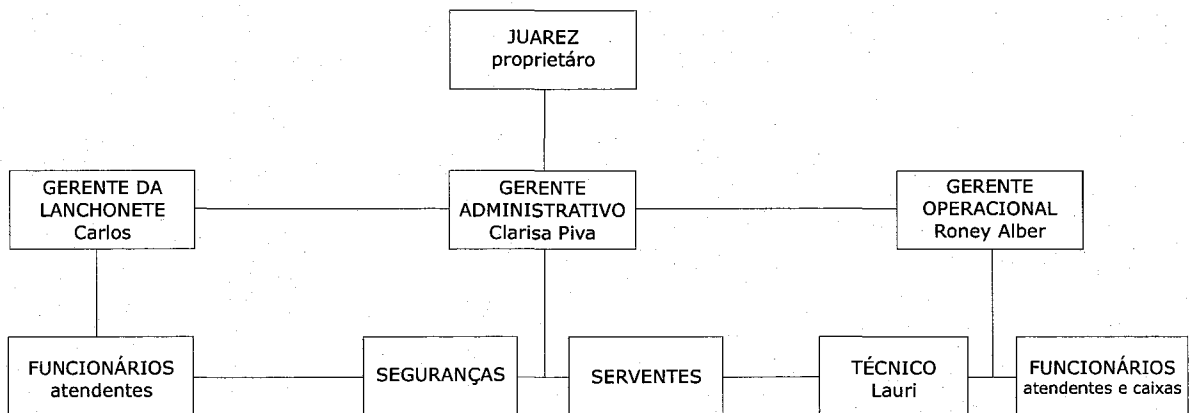 JUAREZ
proprietáro
GERENTE DA
LANCHONETE
Carlos
GERENTE
ADMINISTRATIVO
Clarisa Piva
GERENTE
OPERACIONAL
Roney Alber
FUNCIONÁRIOS
atendentes
SEGURANÇAS
SERVENTES
TÉCNICO
Lauri
FUNCIONÁRIOS
atendentes e caixas